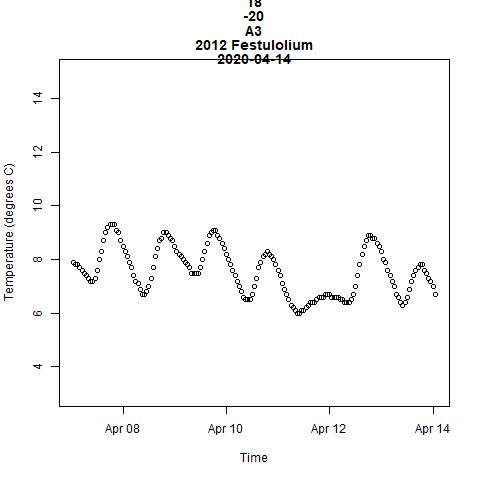 18
-20
A3
2012 Festulolium
2020-04-14
14
12
10
8
6
4
Temperature (degrees C)
Apr 08
Apr 10
Apr 12
Apr 14
Time